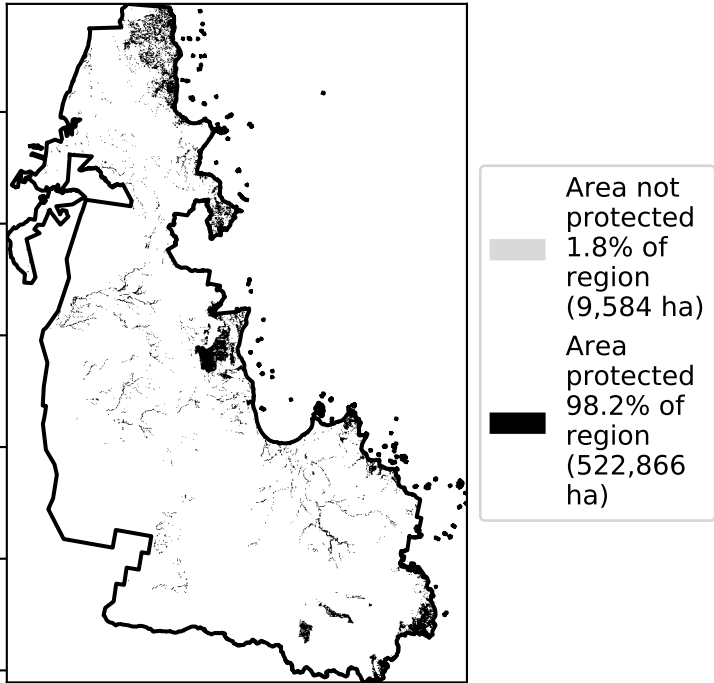 Area not
protected
1.8% of
region
(9,584 ha)
Area
protected
98.2% of
region
(522,866
ha)